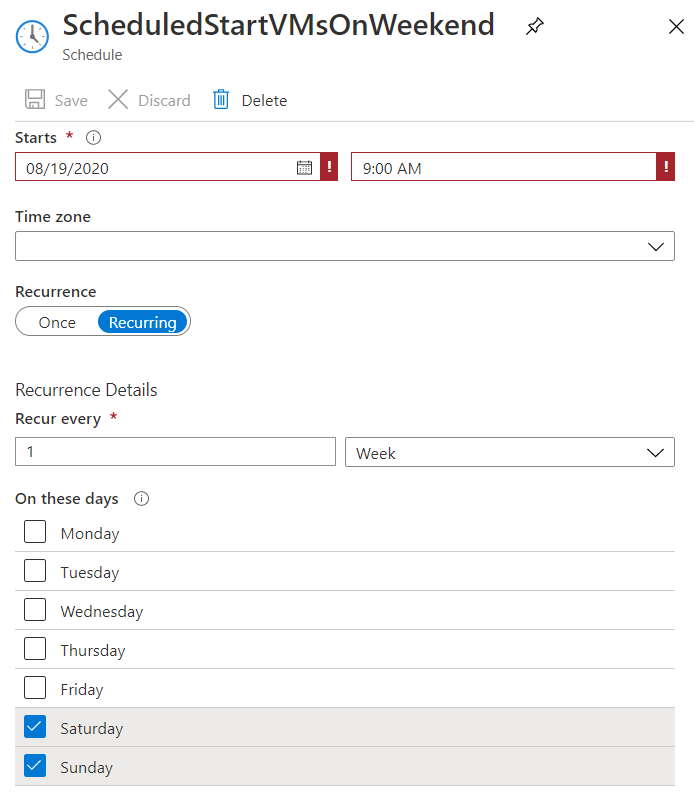 ScheduledStartVMsOnWeekend
Schedule
Save Discard Delete
Starts *
08/19/2020 ! 9:00 AM !
Time zone
Recurrence
Once Recurring
Recurrence Details
Recur every *
1 Week
On these days
Monday
Tuesday
Wednesday
Thursday
Friday
Saturday
Sunday